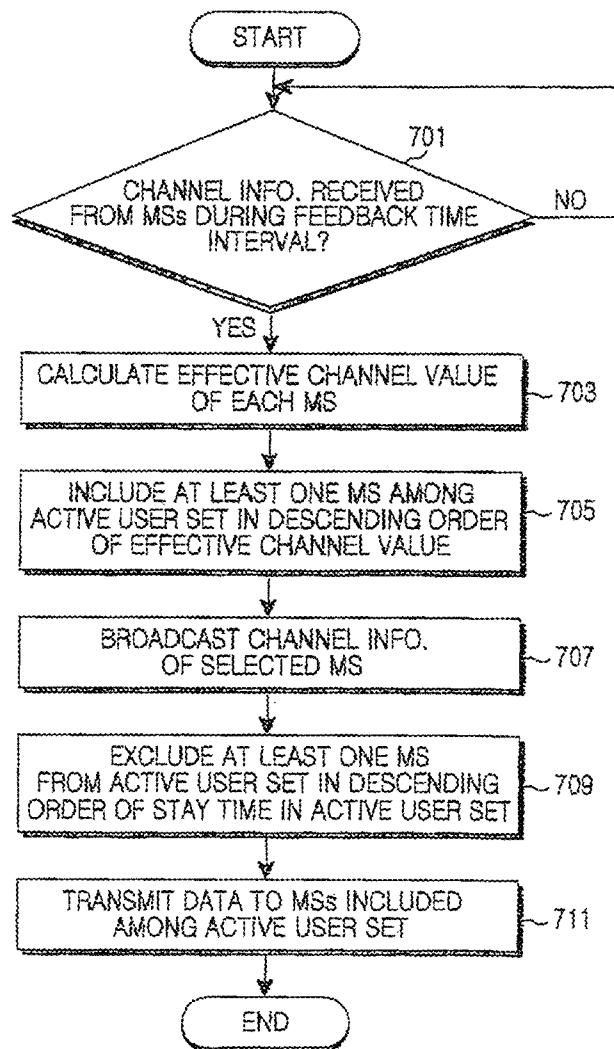 START
701
CHANNEL INFO. RECEIVED
FROM MSs DURING FEEDBACK TIME
INTERVAL?
NO
YES
CALCULATE EFFECTIVE CHANNEL VALUE
OF EACH MS
703
INCLUDE AT LEAST ONE MS AMONG
ACTIVE USER SET IN DESCENDING ORDER
OF EFFECTIVE CHANNEL VALUE
705
BROADCAST CHANNEL INFO.
OF SELECTED MS
707
EXCLUDE AT LEAST ONE MS
FROM ACTIVE USER SET IN DESCENDING
ORDER OF STAY TIME IN ACTIVE USER SET
709
TRANSMIT DATA TO MSs INCLUDED
AMONG ACTIVE USER SET
711
END